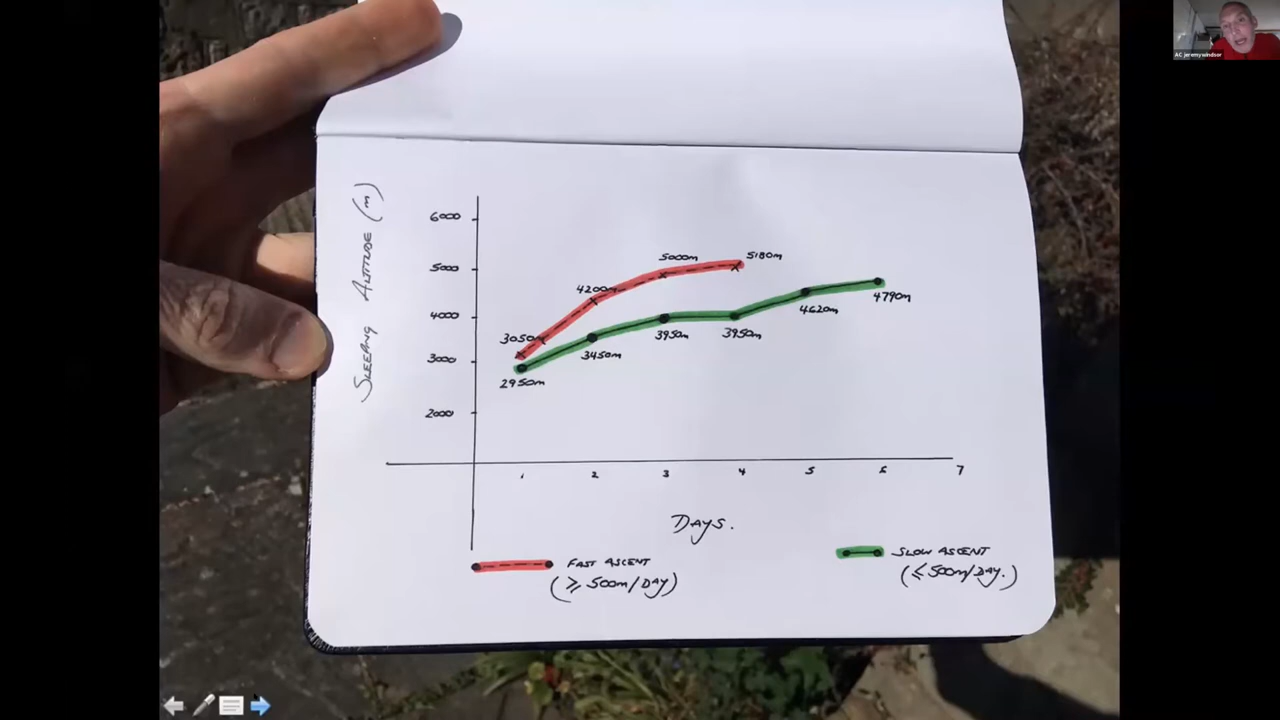 AC jeremywindsor
SLEEPING ALTITUDE (m)
6000
5000
4000
3000
2000
5000m
5180m
4200m
3050m
3950m
3950m
4620m
4790m
3450m
2950m
1 2 3 4 5 6 7
DAYS.
FAST ASCENT
(⩾ 500m/DAY)
SLOW ASCENT
(⩽ 500m/DAY.)